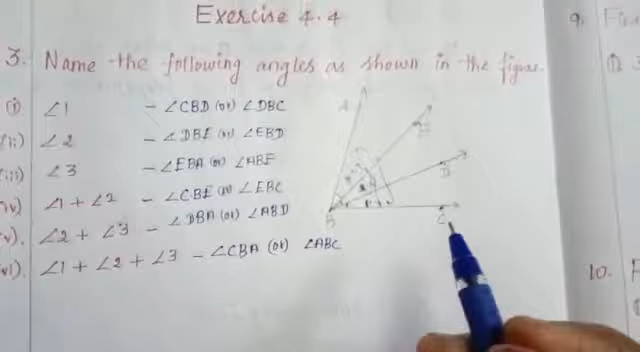 Exercise 4.4
3. Name the following angles as shown in the figure.
(i) ∠1 - ∠CBD (or) ∠DBC
(ii) ∠2 - ∠DBE (or) ∠EBD
(iii) ∠3 - ∠EBA (or) ∠ABE
iv) ∠1 + ∠2 - ∠CBE (or) ∠EBC
v). ∠2 + ∠3 - ∠DBA (or) ∠ABD
vi). ∠1 + ∠2 + ∠3 - ∠CBA (or) ∠ABC
A
E
D
B
C
9.
10.